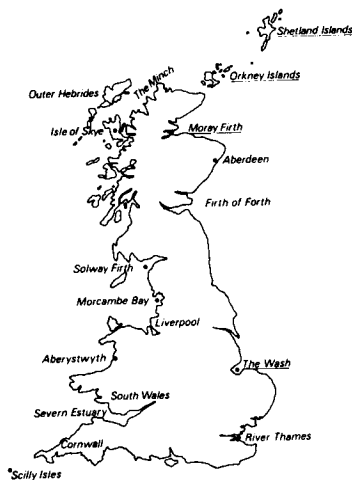 Shetland Islands
Orkney Islands
The Minch
Outer Hebrides
Isle of Skye
Moray Firth
Aberdeen
Firth of Forth
Solway Firth
Morcambe Bay
Liverpool
Aberystwyth
The Wash
South Wales
Severn Estuary
River Thames
Cornwall
Scilly Isles